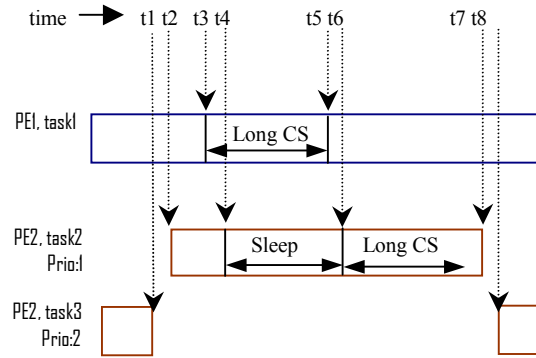 time t1 t2 t3 t4 t5 t6 t7 t8
PE1, task1
Long CS
PE2, task2
Prio:1
Sleep
Long CS
PE2, task3
Prio:2